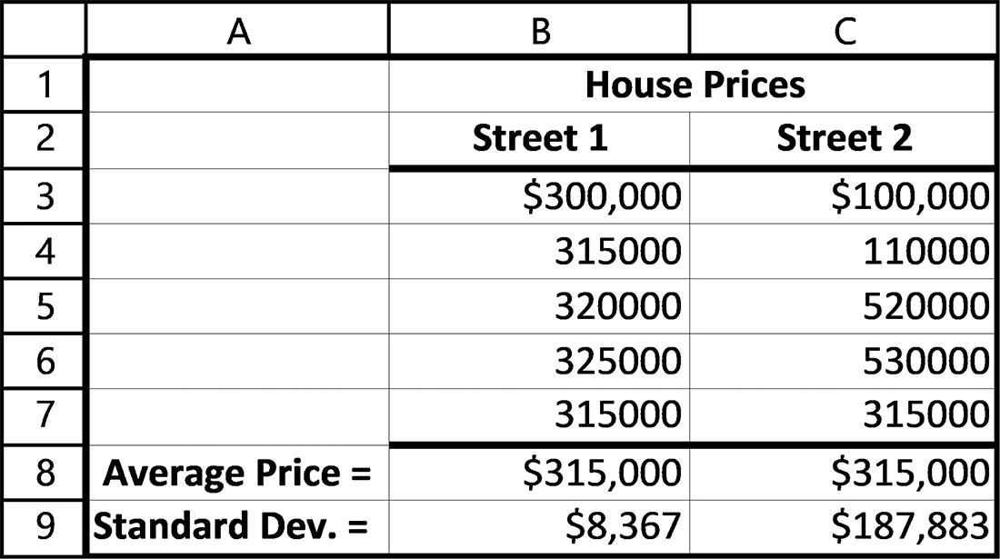 A B C
1 House Prices
2 Street 1 Street 2
3 $300,000 $100,000
4 315000 110000
5 320000 520000
6 325000 530000
7 315000 315000
8 Average Price = $315,000 $315,000
9 Standard Dev. = $8,367 $187,883